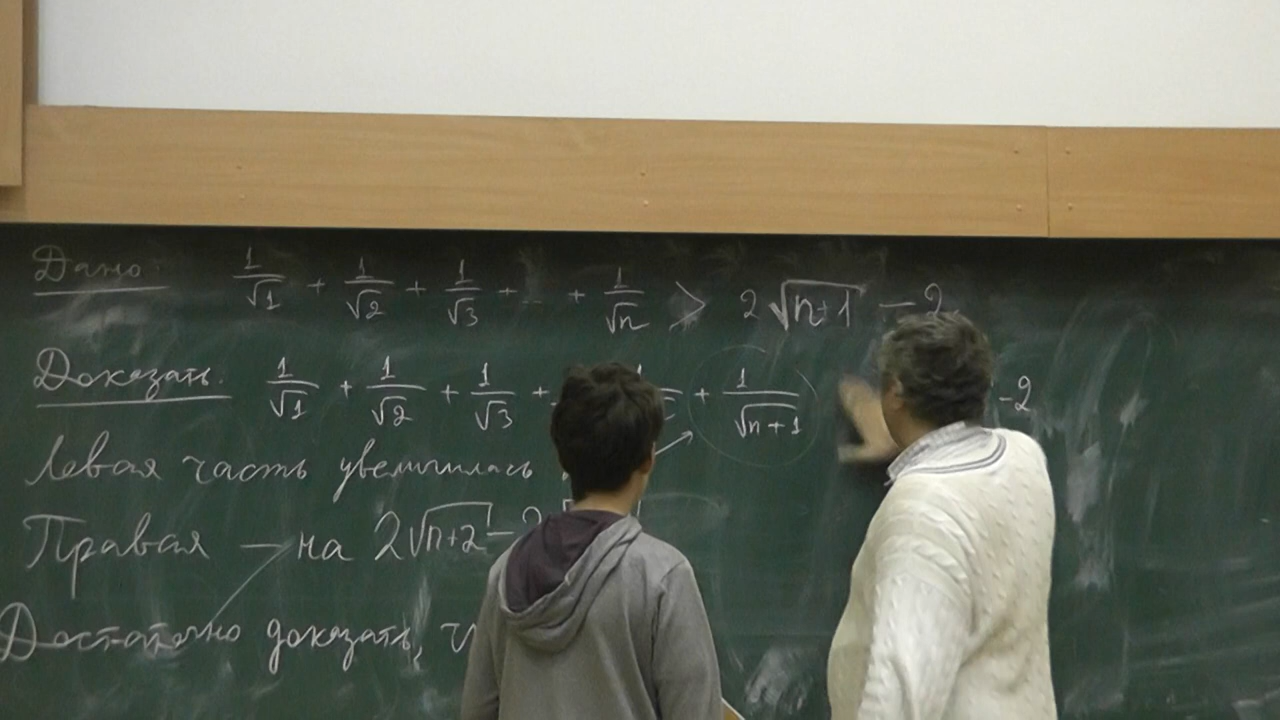 Дано: 1/√1 + 1/√2 + 1/√3 + ... + 1/√n > 2√n+1 - 2
Доказать: 1/√1 + 1/√2 + 1/√3 + + 1/√n+1 -2
Левая часть увеличилась
Правая — на 2√n+2 - 2
Достаточно доказать,